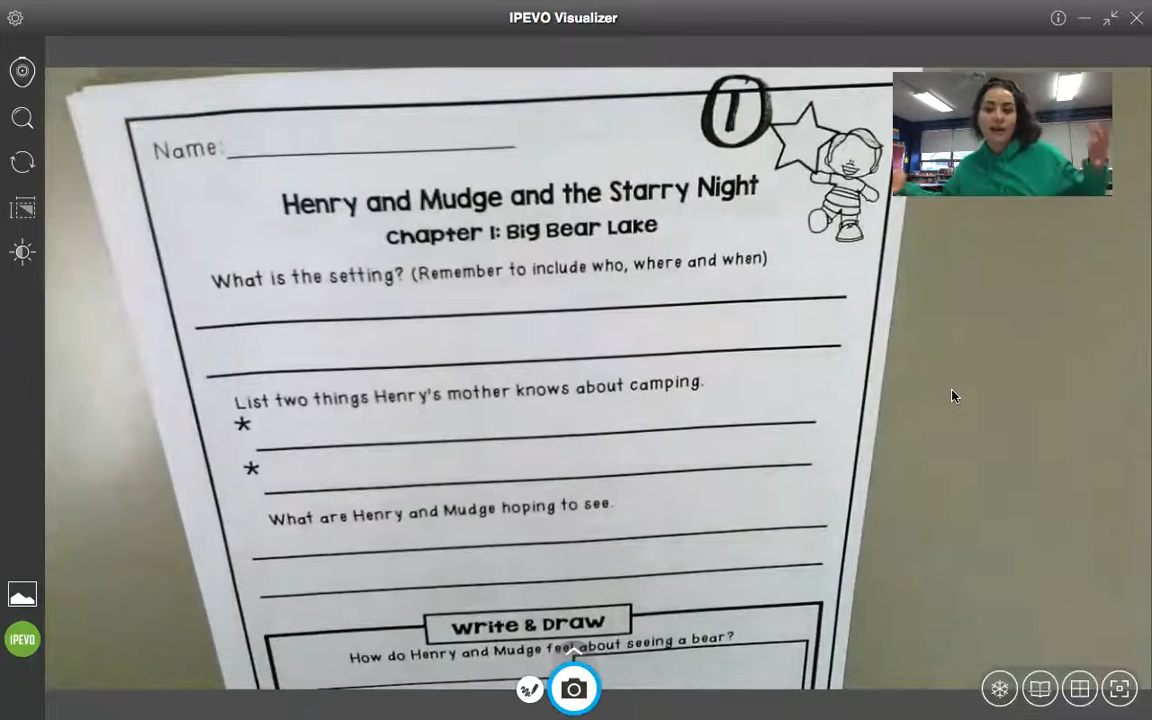 IPEVO Visualizer
1
Name:
Henry and Mudge and the Starry Night
Chapter 1: Big Bear Lake
What is the setting? (Remember to include who, where and when)
List two things Henry's mother knows about camping.
*
*
What are Henry and Mudge hoping to see.
Write & Draw
How do Henry and Mudge feel about seeing a bear?
IPEVO